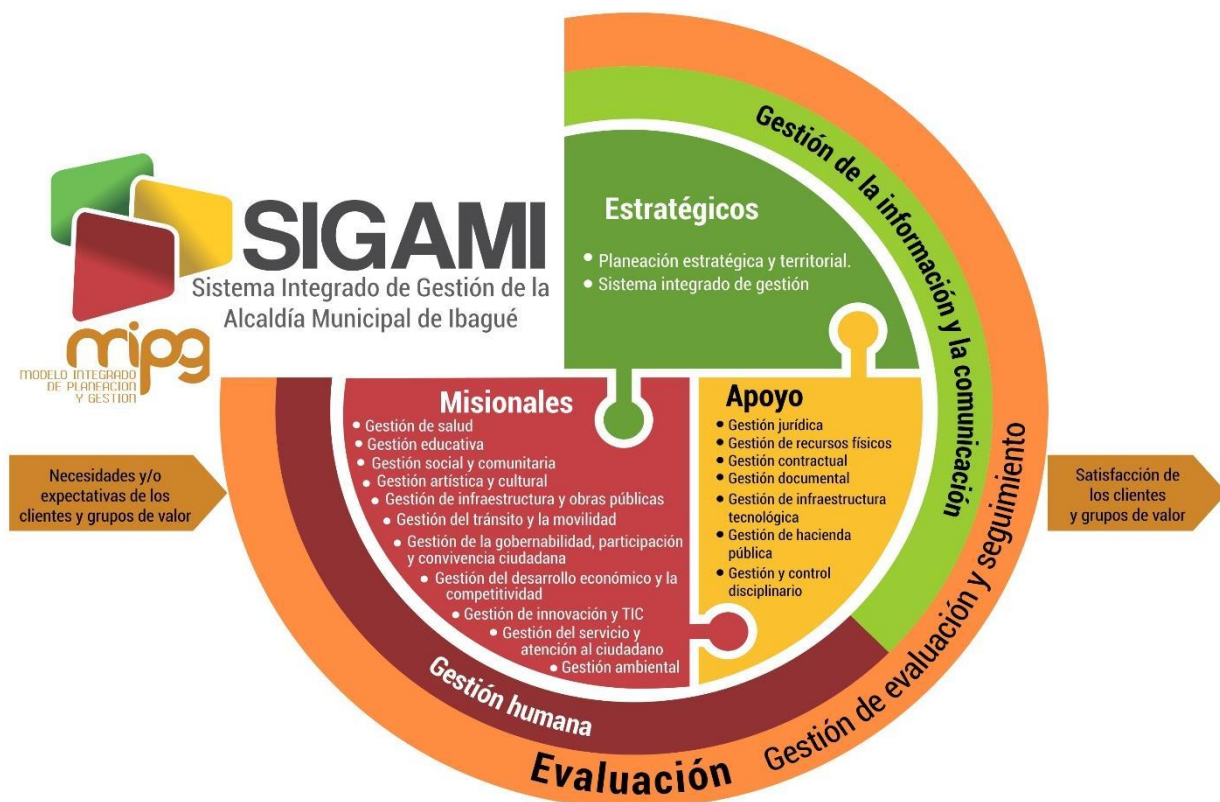 SIGAMI
Sistema Integrado de Gestión de la
Alcaldía Municipal de Ibagué
mipg
MODELO INTEGRADO
DE PLANEACION
Y GESTION
Necesidades y/o
expectativas de los
clientes y grupos de valor
Estratégicos
• Planeación estratégica y territorial.
• Sistema integrado de gestión
Misionales
• Gestión de salud
• Gestión educativa
• Gestión social y comunitaria
• Gestión artística y cultural
• Gestión de infraestructura y obras públicas
• Gestión del tránsito y la movilidad
• Gestión de la gobernabilidad, participación
y convivencia ciudadana
• Gestión del desarrollo económico y la
competitividad
• Gestión de innovación y TIC
• Gestión del servicio y
atención al ciudadano
• Gestión ambiental
Apoyo
• Gestión jurídica
• Gestión de recursos físicos
• Gestión contractual
• Gestión documental
• Gestión de infraestructura
tecnológica
• Gestión de hacienda
pública
• Gestión y control
disciplinario
Gestión de la información y la comunicación
Gestión humana
Evaluación
Gestión de evaluación y seguimiento
Satisfacción de
los clientes
y grupos de valor